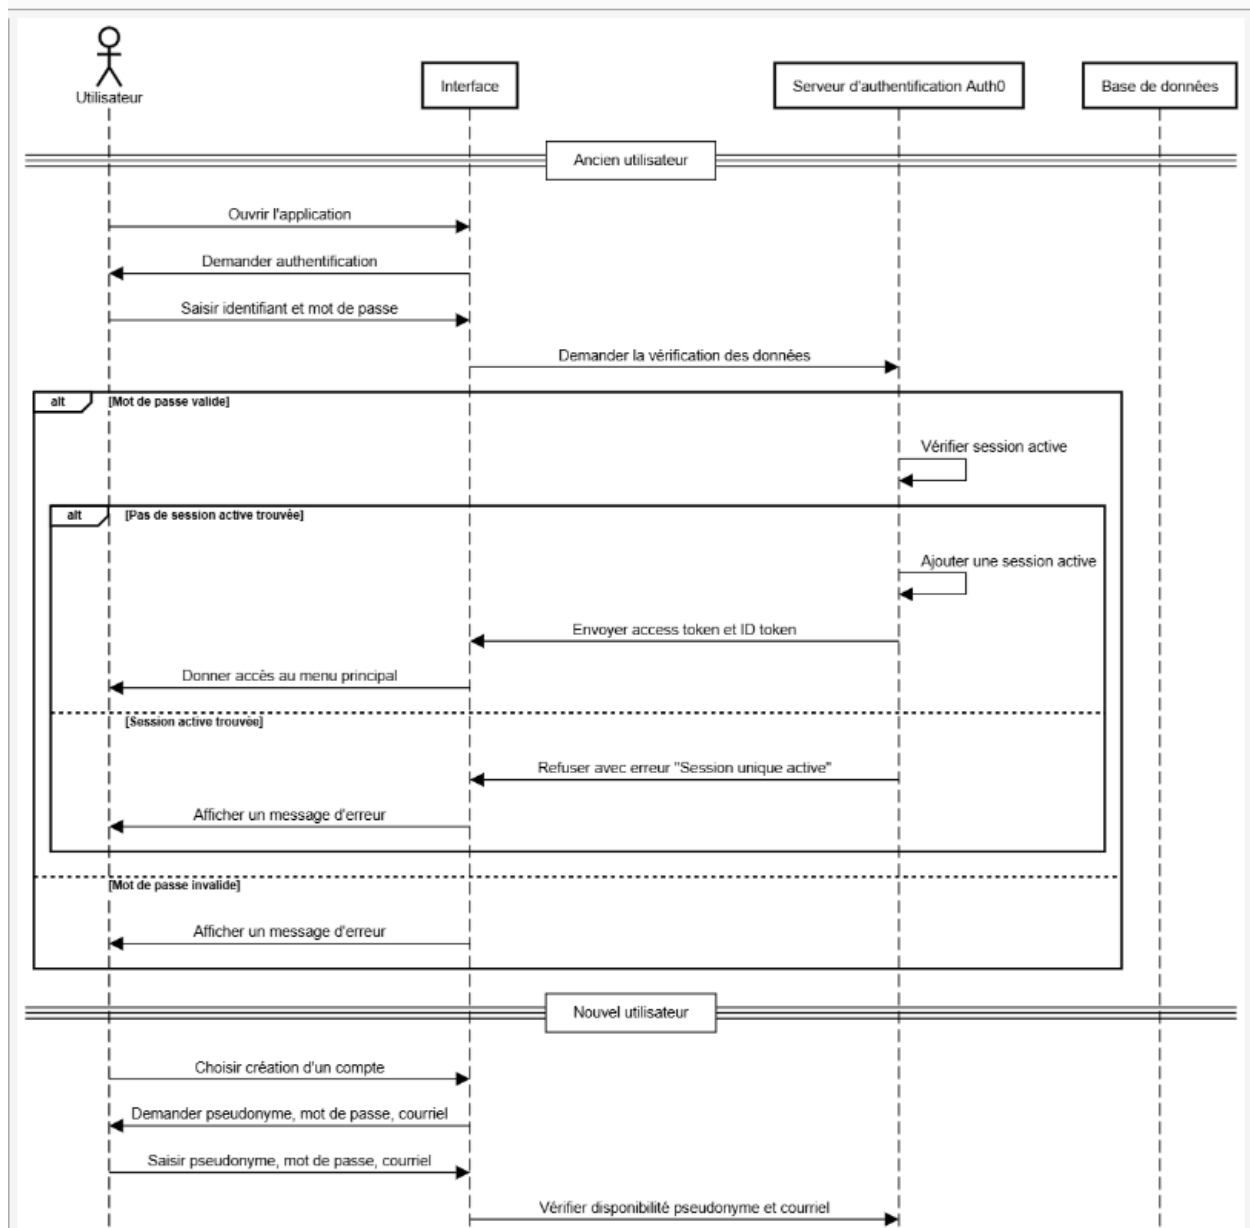 Utilisateur
Interface
Serveur d'authentification Auth0
Base de données
Ancien utilisateur
Ouvrir l'application
Demander authentification
Saisir identifiant et mot de passe
Demander la vérification des données
alt
[Mot de passe valide]
Vérifier session active
alt
[Pas de session active trouvée]
Ajouter une session active
Envoyer access token et ID token
Donner accès au menu principal
[Session active trouvée]
Refuser avec erreur "Session unique active"
Afficher un message d'erreur
[Mot de passe invalide]
Afficher un message d'erreur
Nouvel utilisateur
Choisir création d'un compte
Demander pseudonyme, mot de passe, courriel
Saisir pseudonyme, mot de passe, courriel
Vérifier disponibilité pseudonyme et courriel